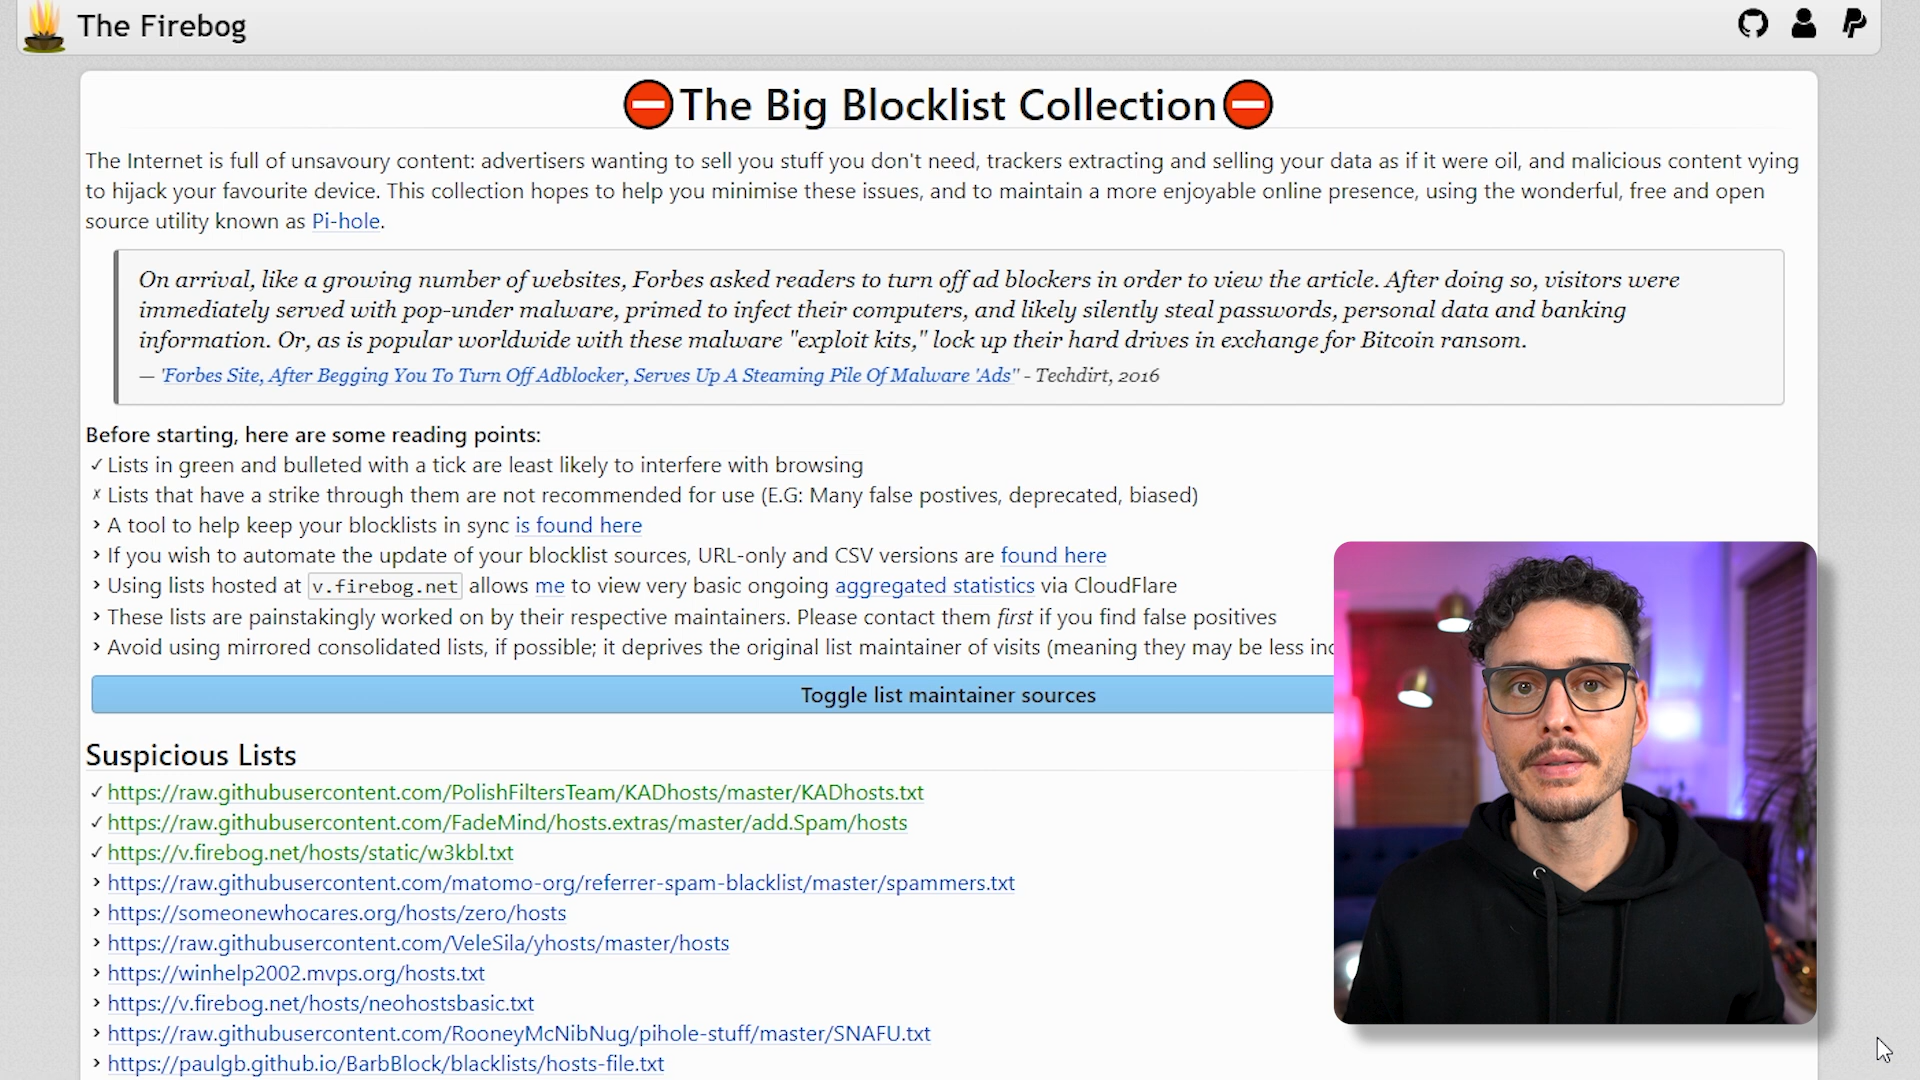 The Firebog
The Big Blocklist Collection
The Internet is full of unsavoury content: advertisers wanting to sell you stuff you don't need, trackers extracting and selling your data as if it were oil, and malicious content vying
to hijack your favourite device. This collection hopes to help you minimise these issues, and to maintain a more enjoyable online presence, using the wonderful, free and open
source utility known as Pi-hole.
On arrival, like a growing number of websites, Forbes asked readers to turn off ad blockers in order to view the article. After doing so, visitors were
immediately served with pop-under malware, primed to infect their computers, and likely silently steal passwords, personal data and banking
information. Or, as is popular worldwide with these malware "exploit kits," lock up their hard drives in exchange for Bitcoin ransom.
— 'Forbes Site, After Begging You To Turn Off Adblocker, Serves Up A Steaming Pile Of Malware 'Ads'' - Techdirt, 2016
Before starting, here are some reading points:
✓ Lists in green and bulleted with a tick are least likely to interfere with browsing
✗ Lists that have a strike through them are not recommended for use (E.G: Many false postives, deprecated, biased)
› A tool to help keep your blocklists in sync is found here
› If you wish to automate the update of your blocklist sources, URL-only and CSV versions are found here
› Using lists hosted at v.firebog.net allows me to view very basic ongoing aggregated statistics via CloudFlare
› These lists are painstakingly worked on by their respective maintainers. Please contact them first if you find false positives
› Avoid using mirrored consolidated lists, if possible; it deprives the original list maintainer of visits (meaning they may be less
Toggle list maintainer sources
Suspicious Lists
✓ https://raw.githubusercontent.com/PolishFiltersTeam/KADhosts/master/KADhosts.txt
✓ https://raw.githubusercontent.com/FadeMind/hosts.extras/master/add.Spam/hosts
✓ https://v.firebog.net/hosts/static/w3kbl.txt
› https://raw.githubusercontent.com/matomo-org/referrer-spam-blacklist/master/spammers.txt
› https://someonewhocares.org/hosts/zero/hosts
› https://raw.githubusercontent.com/VeleSila/yhosts/master/hosts
› https://winhelp2002.mvps.org/hosts.txt
› https://v.firebog.net/hosts/neohostsbasic.txt
› https://raw.githubusercontent.com/RooneyMcNibNug/pihole-stuff/master/SNAFU.txt
› https://paulgb.github.io/BarbBlock/blacklists/hosts-file.txt